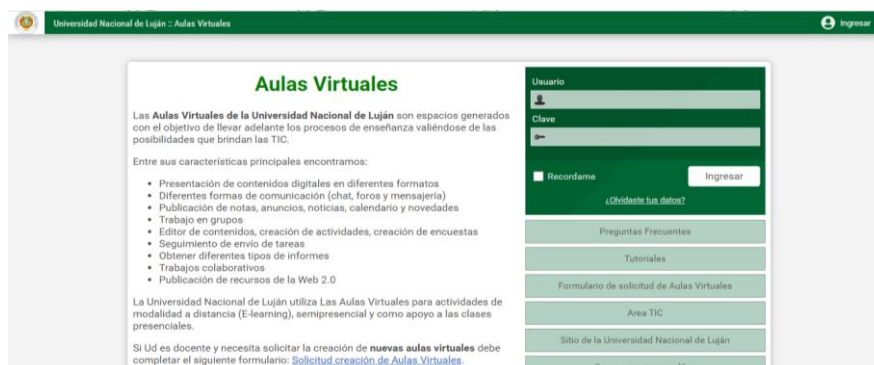 Universidad Nacional de Luján :: Aulas Virtuales
Ingresar
Aulas Virtuales
Las Aulas Virtuales de la Universidad Nacional de Luján son espacios generados
con el objetivo de llevar adelante los procesos de enseñanza valiéndose de las
posibilidades que brindan las TIC.
Entre sus características principales encontramos:
• Presentación de contenidos digitales en diferentes formatos
• Diferentes formas de comunicación (chat, foros y mensajería)
• Publicación de notas, anuncios, noticias, calendario y novedades
• Trabajo en grupos
• Editor de contenidos, creación de actividades, creación de encuestas
• Seguimiento de envío de tareas
• Obtener diferentes tipos de informes
• Trabajos colaborativos
• Publicación de recursos de la Web 2.0
La Universidad Nacional de Luján utiliza Las Aulas Virtuales para actividades de
modalidad a distancia (E-learning), semipresencial y como apoyo a las clases
presenciales.
Si Ud es docente y necesita solicitar la creación de nuevas aulas virtuales debe
completar el siguiente formulario: Solicitud creación de Aulas Virtuales.
Usuario
Clave
Recordame
Ingresar
¿Olvidaste tus datos?
Preguntas Frecuentes
Tutoriales
Formulario de solicitud de Aulas Virtuales
Area TIC
Sitio de la Universidad Nacional de Luján